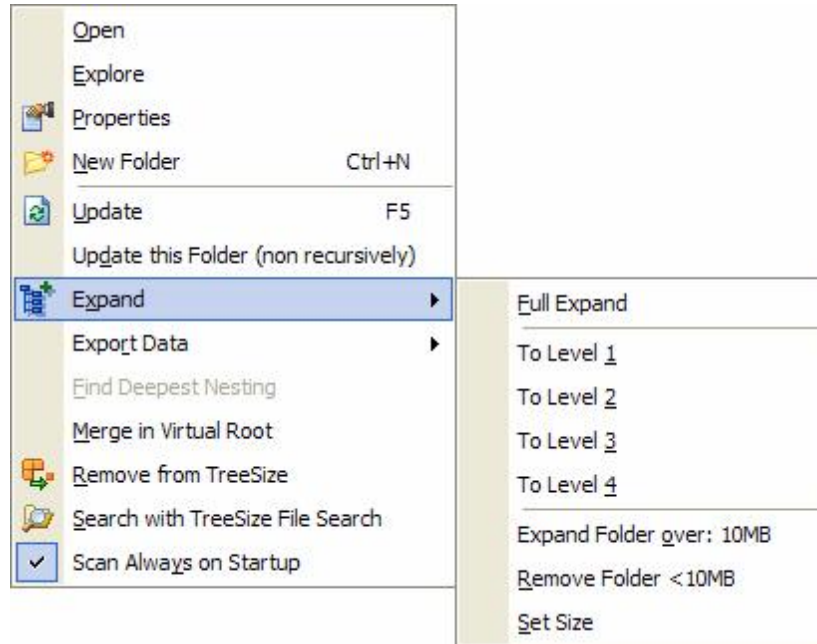 Open
Explore
Properties
New Folder Ctrl+N
Update F5
Update this Folder (non recursively)
Expand
Export Data
Find Deepest Nesting
Merge in Virtual Root
Remove from TreeSize
Search with TreeSize File Search
Scan Always on Startup
Full Expand
To Level 1
To Level 2
To Level 3
To Level 4
Expand Folder over: 10MB
Remove Folder <10MB
Set Size